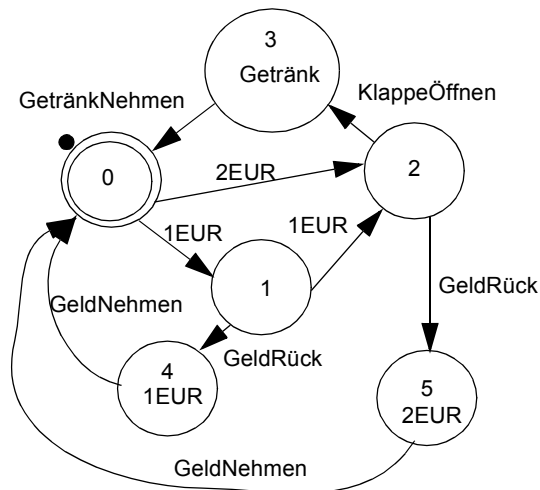 3
Getränk
GetränkNehmen
KlappeÖffnen
0
2EUR
2
1EUR
1EUR
1
GeldNehmen
GeldRück
GeldRück
4
1EUR
5
2EUR
GeldNehmen